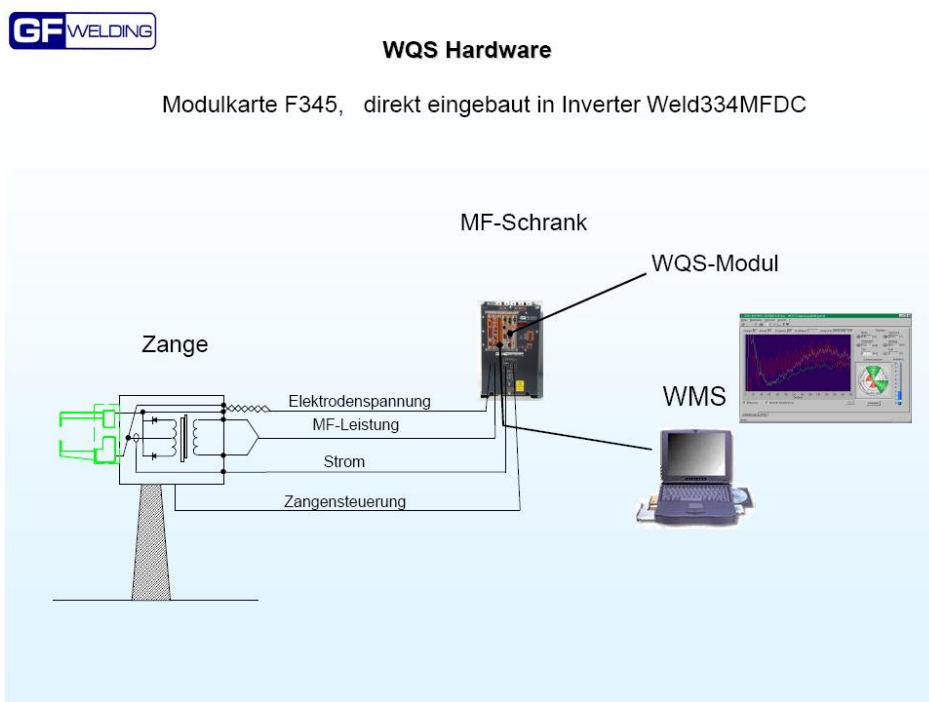 GF WELDING
WQS Hardware
Modulkarte F345, direkt eingebaut in Inverter Weld334MFDC
MF-Schrank
WQS-Modul
Zange
WMS
Elektrodenspannung
MF-Leistung
Strom
Zangensteuerung